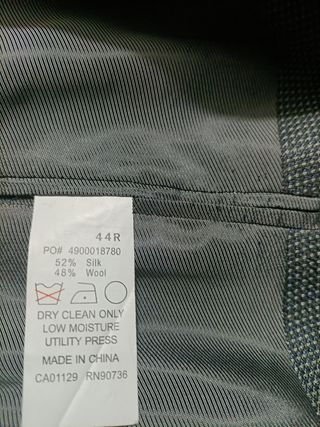 44R
PO# 4900018780
52% Silk
48% Wool
DRY CLEAN ONLY
LOW MOISTURE
UTILITY PRESS
MADE IN CHINA
CA01129 RN90736